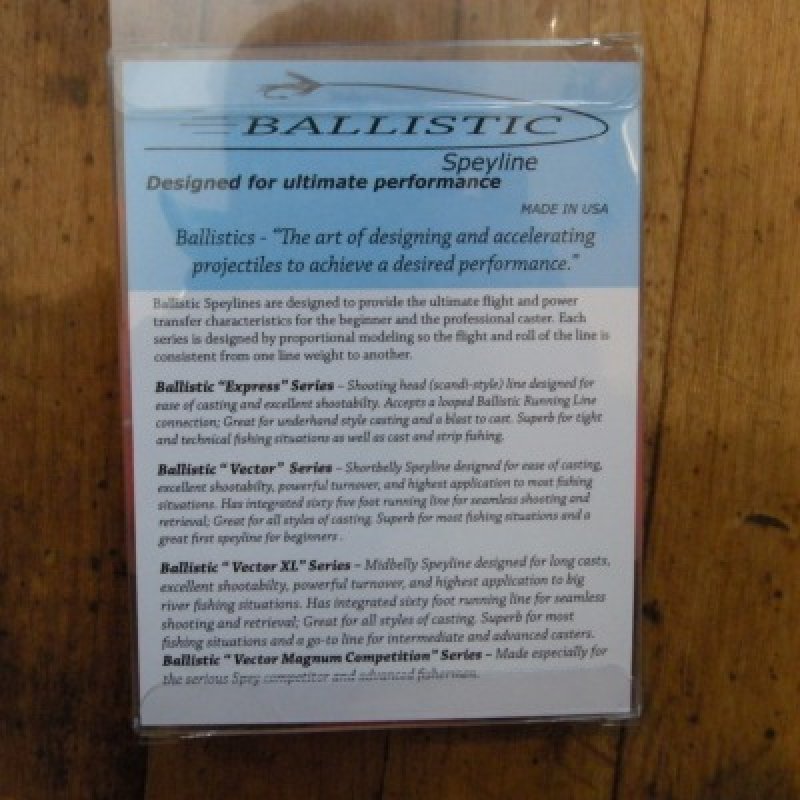 BALLISTIC
Speyline
Designed for ultimate performance
MADE IN USA
Ballistics - "The art of designing and accelerating
projectiles to achieve a desired performance."
Ballistic Speylines are designed to provide the ultimate flight and power
transfer characteristics for the beginner and the professional caster. Each
series is designed by proportional modeling so the flight and roll of the line is
consistent from one line weight to another.
Ballistic "Express" Series – Shooting head (scandi-style) line designed for
ease of casting and excellent shootabilty. Accepts a looped Ballistic Running Line
connection; Great for underhand style casting and a blast to cast. Superb for tight
and technical fishing situations as well as cast and strip fishing.
Ballistic " Vector" Series – Shortbelly Speyline designed for ease of casting,
excellent shootabilty, powerful turnover, and highest application to most fishing
situations. Has integrated sixty five foot running line for seamless shooting and
retrieval; Great for all styles of casting. Superb for most fishing situations and a
great first speyline for beginners .
Ballistic " Vector XL" Series – Midbelly Speyline designed for long casts,
excellent shootabilty, powerful turnover, and highest application to big
river fishing situations. Has integrated sixty foot running line for seamless
shooting and retrieval; Great for all styles of casting. Superb for most
fishing situations and a go-to line for intermediate and advanced casters.
Ballistic " Vector Magnum Competition" Series – Made especially for
the serious Spey competitor and advanced fishermen.